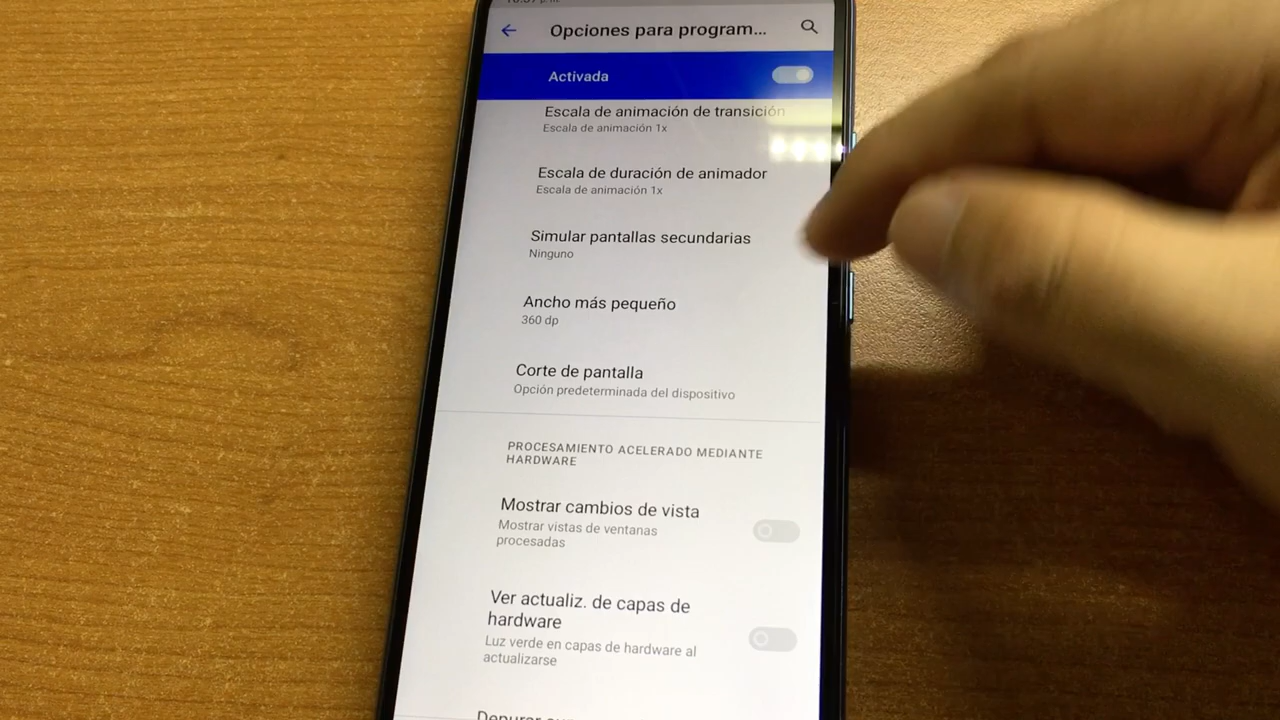 Opciones para program...
Activada
Escala de animación de transición
Escala de animación 1x
Escala de duración de animador
Escala de animación 1x
Simular pantallas secundarias
Ninguno
Ancho más pequeño
360 dp
Corte de pantalla
Opción predeterminada del dispositivo
PROCESAMIENTO ACELERADO MEDIANTE
HARDWARE
Mostrar cambios de vista
Mostrar vistas de ventanas
procesadas
Ver actualiz. de capas de
hardware
Luz verde en capas de hardware al
actualizarse